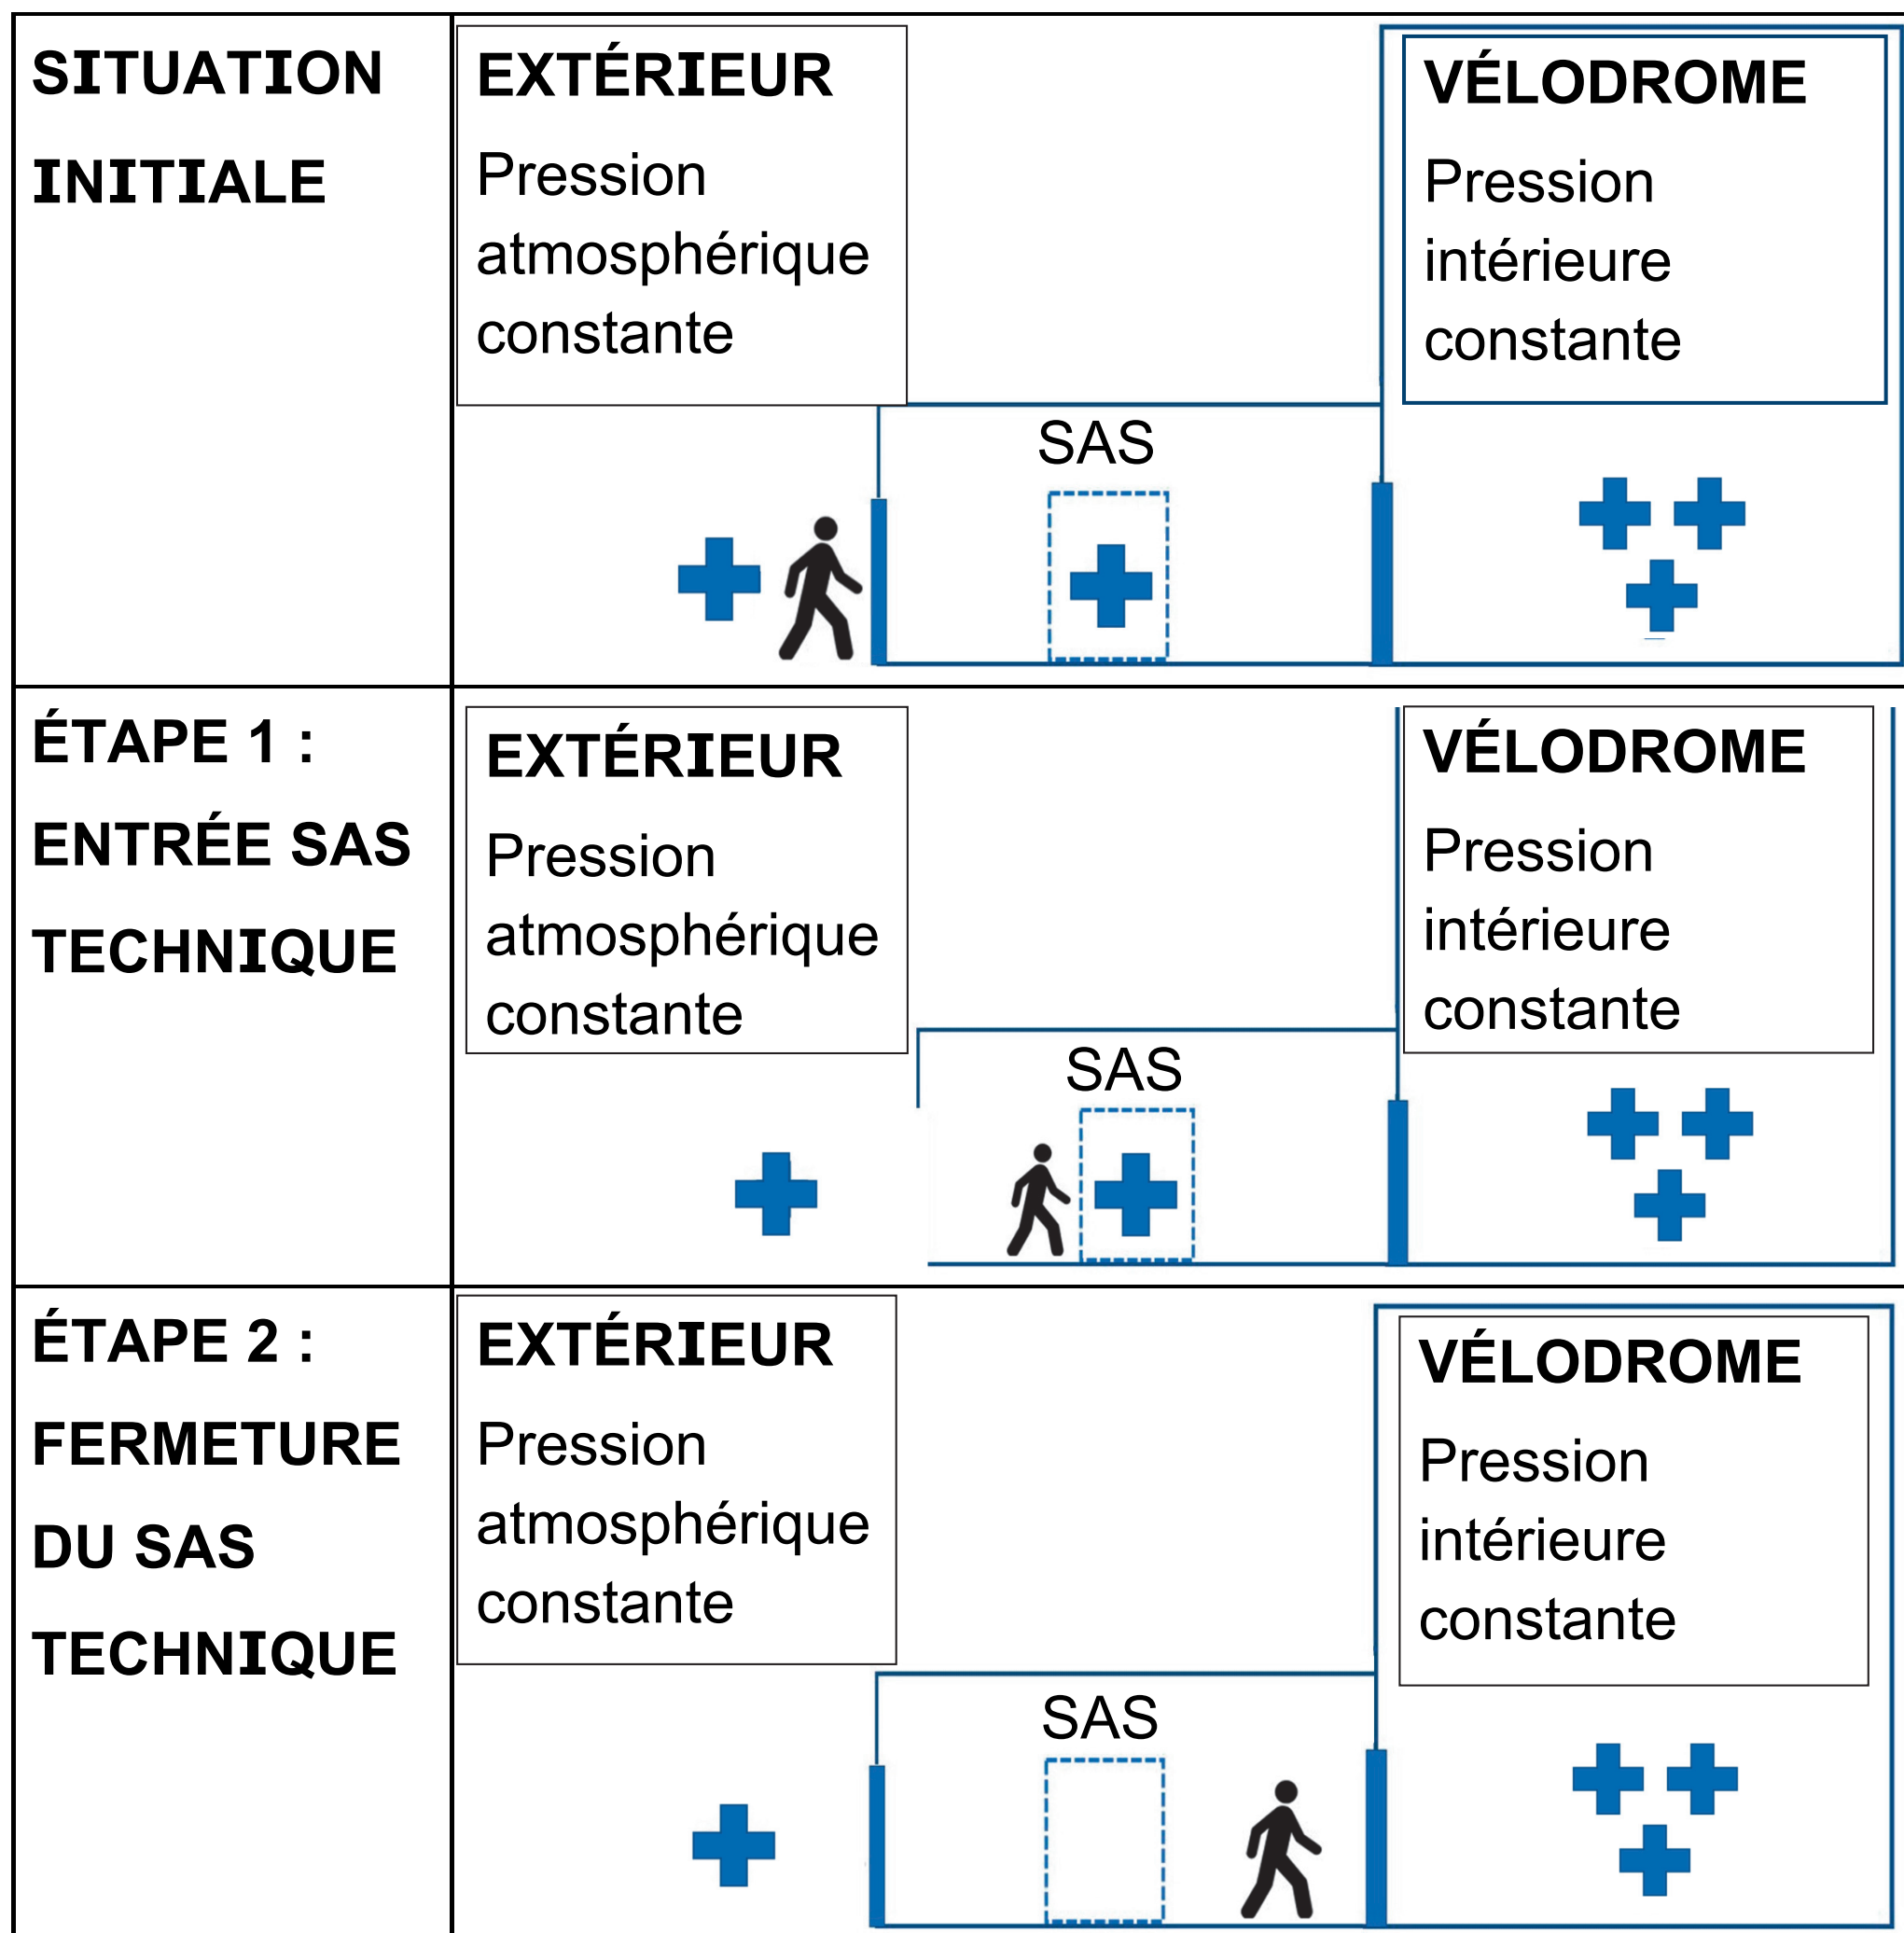 SITUATION
INITIALE
EXTÉRIEUR
Pression
atmosphérique
constante
VÉLODROME
Pression
intérieure
constante
SAS
ÉTAPE 1 :
ENTRÉE SAS
TECHNIQUE
EXTÉRIEUR
Pression
atmosphérique
constante
VÉLODROME
Pression
intérieure
constante
SAS
ÉTAPE 2 :
FERMETURE
DU SAS
TECHNIQUE
EXTÉRIEUR
Pression
atmosphérique
constante
VÉLODROME
Pression
intérieure
constante
SAS